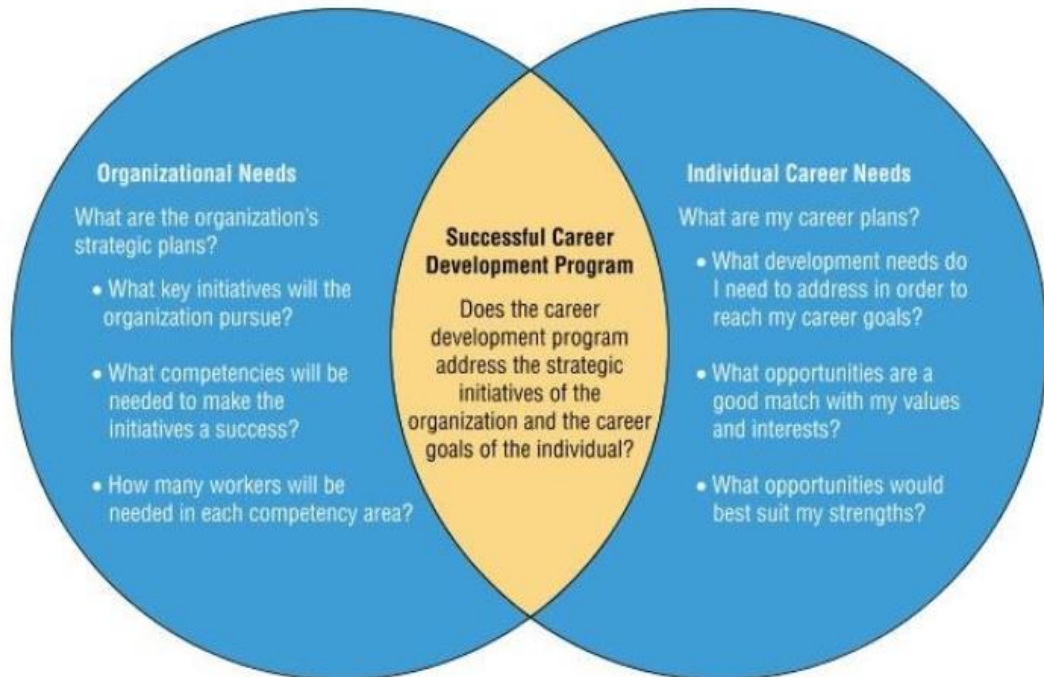 Organizational Needs
What are the organization's
strategic plans?
• What key initiatives will the
organization pursue?
• What competencies will be
needed to make the
initiatives a success?
• How many workers will be
needed in each competency area?
Successful Career
Development Program
Does the career
development program
address the strategic
initiatives of the
organization and the career
goals of the individual?
Individual Career Needs
What are my career plans?
• What development needs do
I need to address in order to
reach my career goals?
• What opportunities are a
good match with my values
and interests?
• What opportunities would
best suit my strengths?